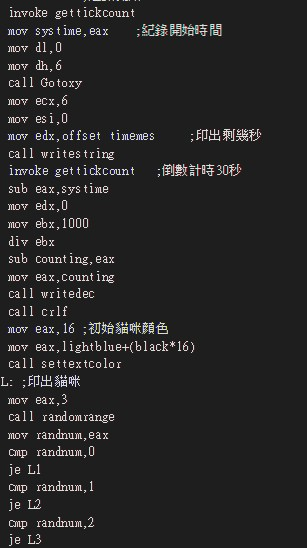 invoke gettickcount
mov systime,eax ;紀錄開始時間
mov dl,0
mov dh,6
call Gotoxy
mov ecx,6
mov esi,0
mov edx,offset timemes ;印出剩幾秒
call writestring
invoke gettickcount ;倒數計時30秒
sub eax,systime
mov edx,0
mov ebx,1000
div ebx
sub counting,eax
mov eax,counting
call writedec
call crlf
mov eax,16 ;初始貓咪顏色
mov eax,lightblue+(black*16)
call settextcolor
L: ;印出貓咪
mov eax,3
call randomrange
mov randnum,eax
cmp randnum,0
je L1
cmp randnum,1
je L2
cmp randnum,2
je L3